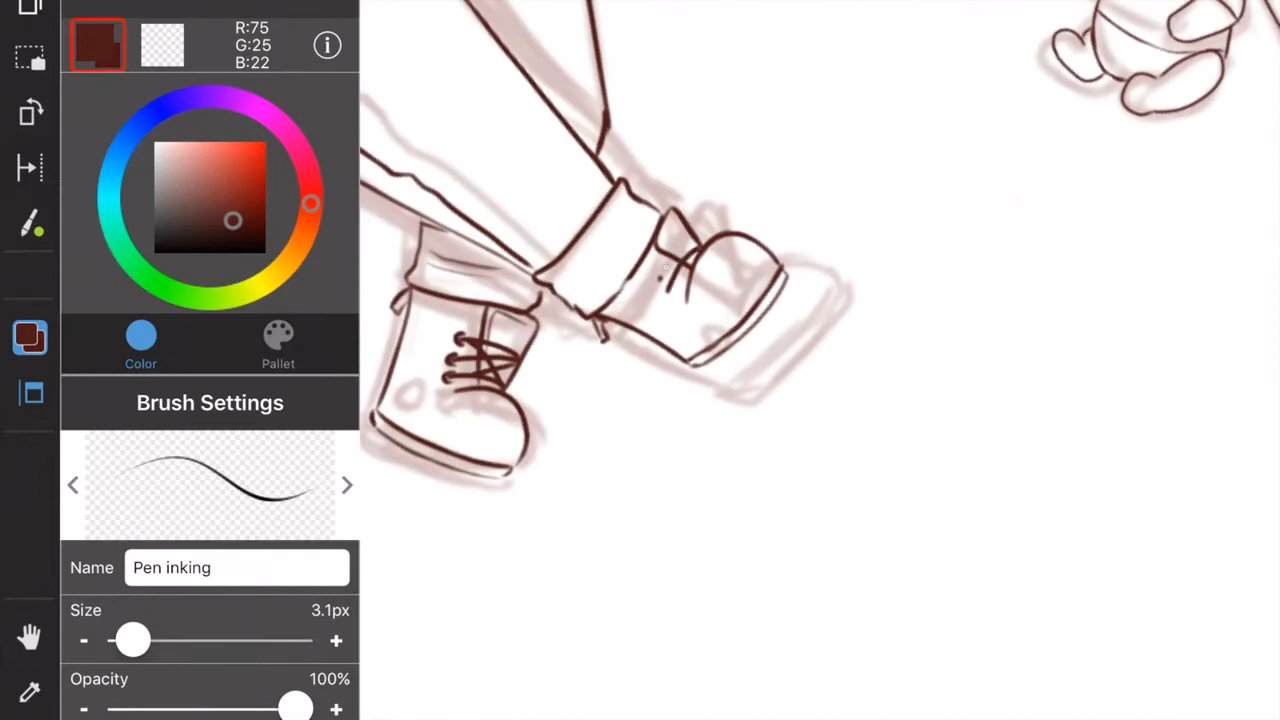 R:75
G:25
B:22
Color
Pallet
Brush Settings
Name
Pen inking
Size
3.1px
-
+
Opacity
100%
-
+